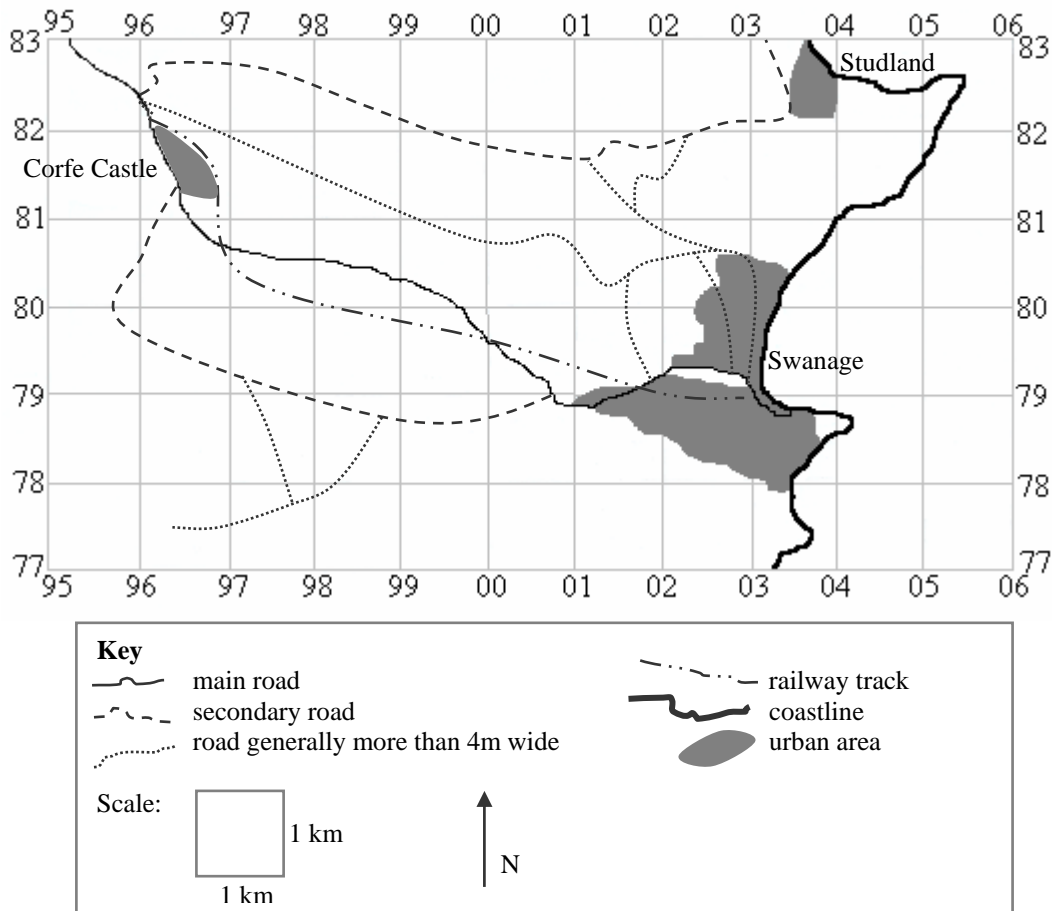 95 96 97 98 99 00 01 02 03 04 05 06
83 83
Studland
82 82
Corfe Castle
81 81
80 80
Swanage
79 79
78 78
77 77
95 96 97 98 99 00 01 02 03 04 05 06
Key
main road
secondary road
road generally more than 4m wide
railway track
coastline
urban area
Scale:
1 km
1 km
N